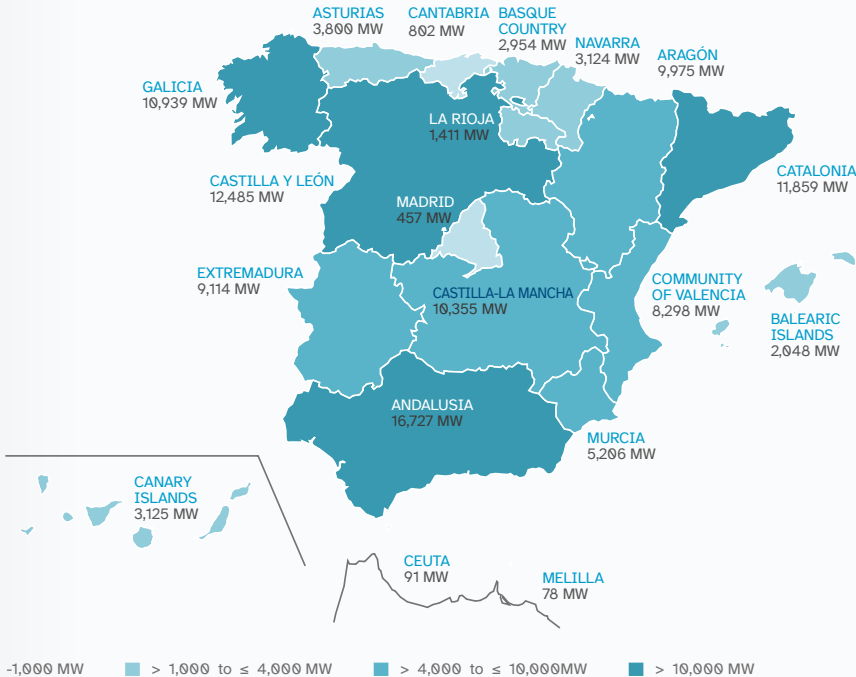 ASTURIAS
3,800 MW
CANTABRIA
802 MW
BASQUE
COUNTRY
2,954 MW
NAVARRA
3,124 MW
ARAGÓN
9,975 MW
GALICIA
10,939 MW
LA RIOJA
1,411 MW
CATALONIA
11,859 MW
CASTILLA Y LEÓN
12,485 MW
MADRID
457 MW
EXTREMADURA
9,114 MW
CASTILLA-LA MANCHA
10,355 MW
COMMUNITY
OF VALENCIA
8,298 MW
BALEARIC
ISLANDS
2,048 MW
ANDALUSIA
16,727 MW
MURCIA
5,206 MW
CANARY
ISLANDS
3,125 MW
CEUTA
91 MW
MELILLA
78 MW
-1,000 MW
> 1,000 to ≤ 4,000 MW
> 4,000 to ≤ 10,000MW
> 10,000 MW